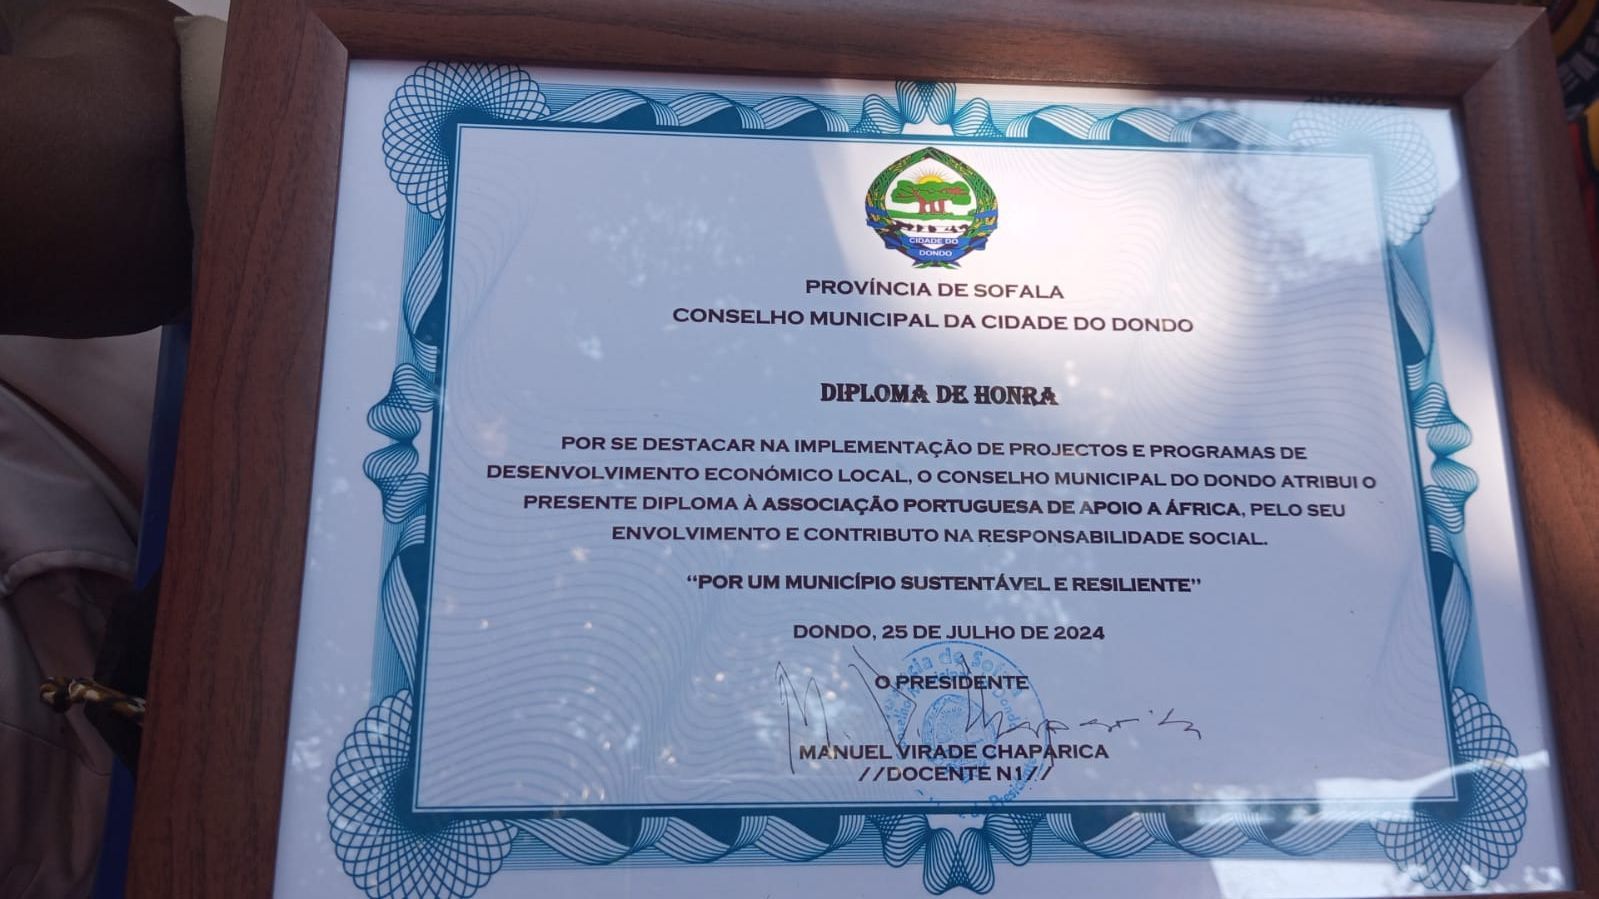 CIDADE DO
DONDO
PROVÍNCIA DE SOFALA
CONSELHO MUNICIPAL DA CIDADE DO DONDO
DIPLOMA DE HONRA
POR SE DESTACAR NA IMPLEMENTAÇÃO DE PROJECTOS E PROGRAMAS DE
DESENVOLVIMENTO ECONÓMICO LOCAL, O CONSELHO MUNICIPAL DO DONDO ATRIBUI O
PRESENTE DIPLOMA À ASSOCIAÇÃO PORTUGUESA DE APOIO A ÁFRICA, PELO SEU
ENVOLVIMENTO E CONTRIBUTO NA RESPONSABILIDADE SOCIAL.
“POR UM MUNICÍPIO SUSTENTÁVEL E RESILIENTE”
DONDO, 25 DE JULHO DE 2024
O PRESIDENTE
MANUEL VIRADE CHAPARICA
//DOCENTE N1//